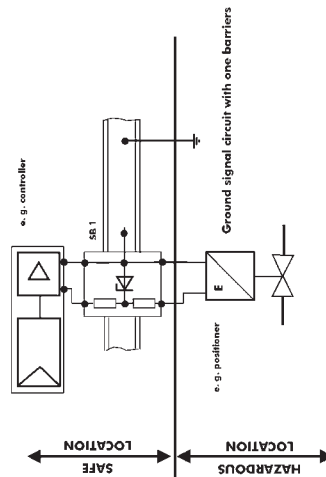 e. g. controller
SB 1
Ground signal circuit with one barriers
E
e. g. positioner
SAFE
LOCATION
HAZARDOUS
LOCATION